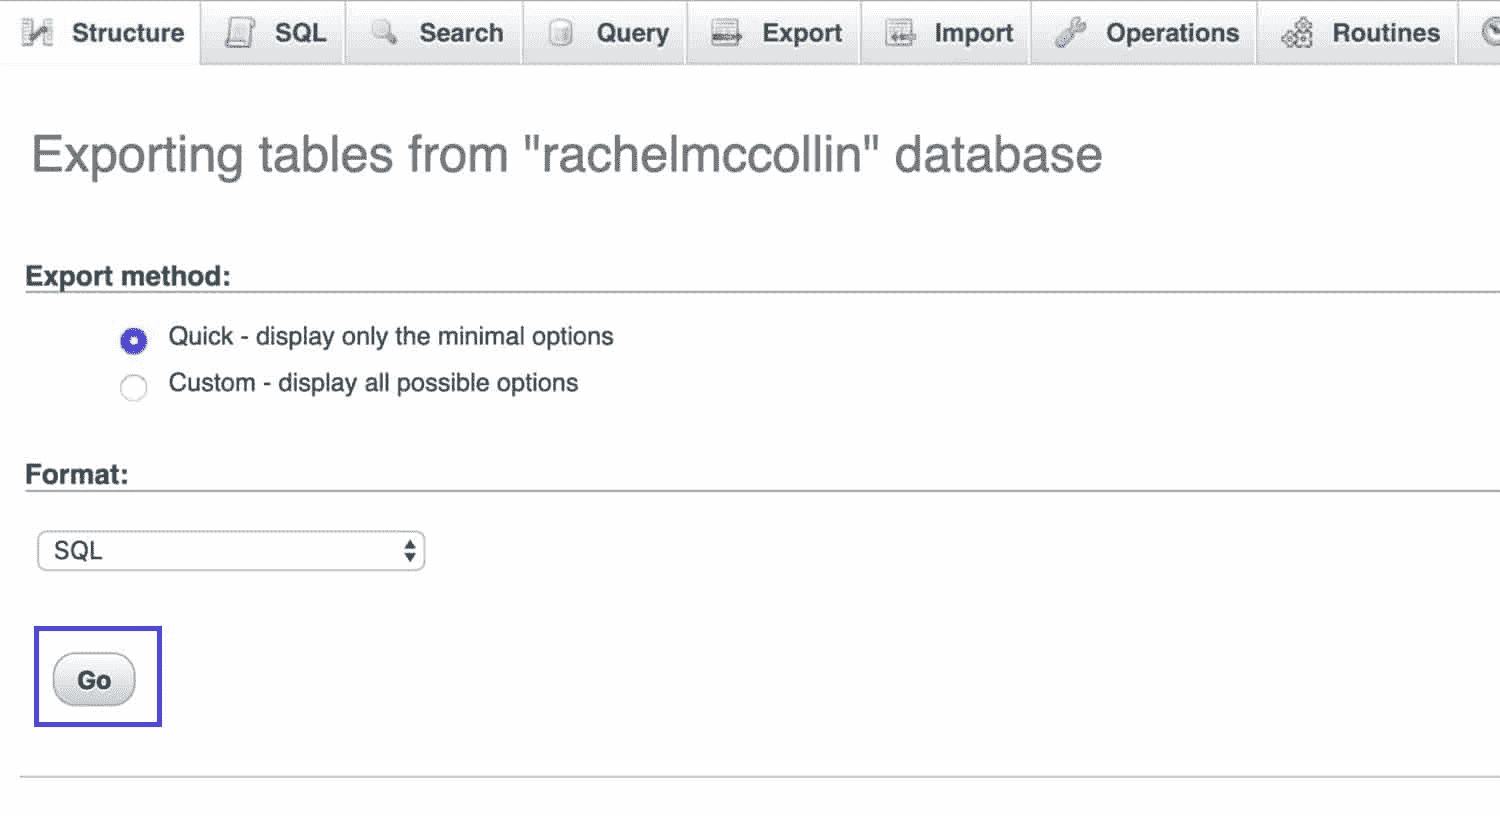 Structure SQL Search Query Export Import Operations Routines
Exporting tables from "rachelmccollin" database
Export method:
Quick - display only the minimal options
Custom - display all possible options
Format:
SQL
Go